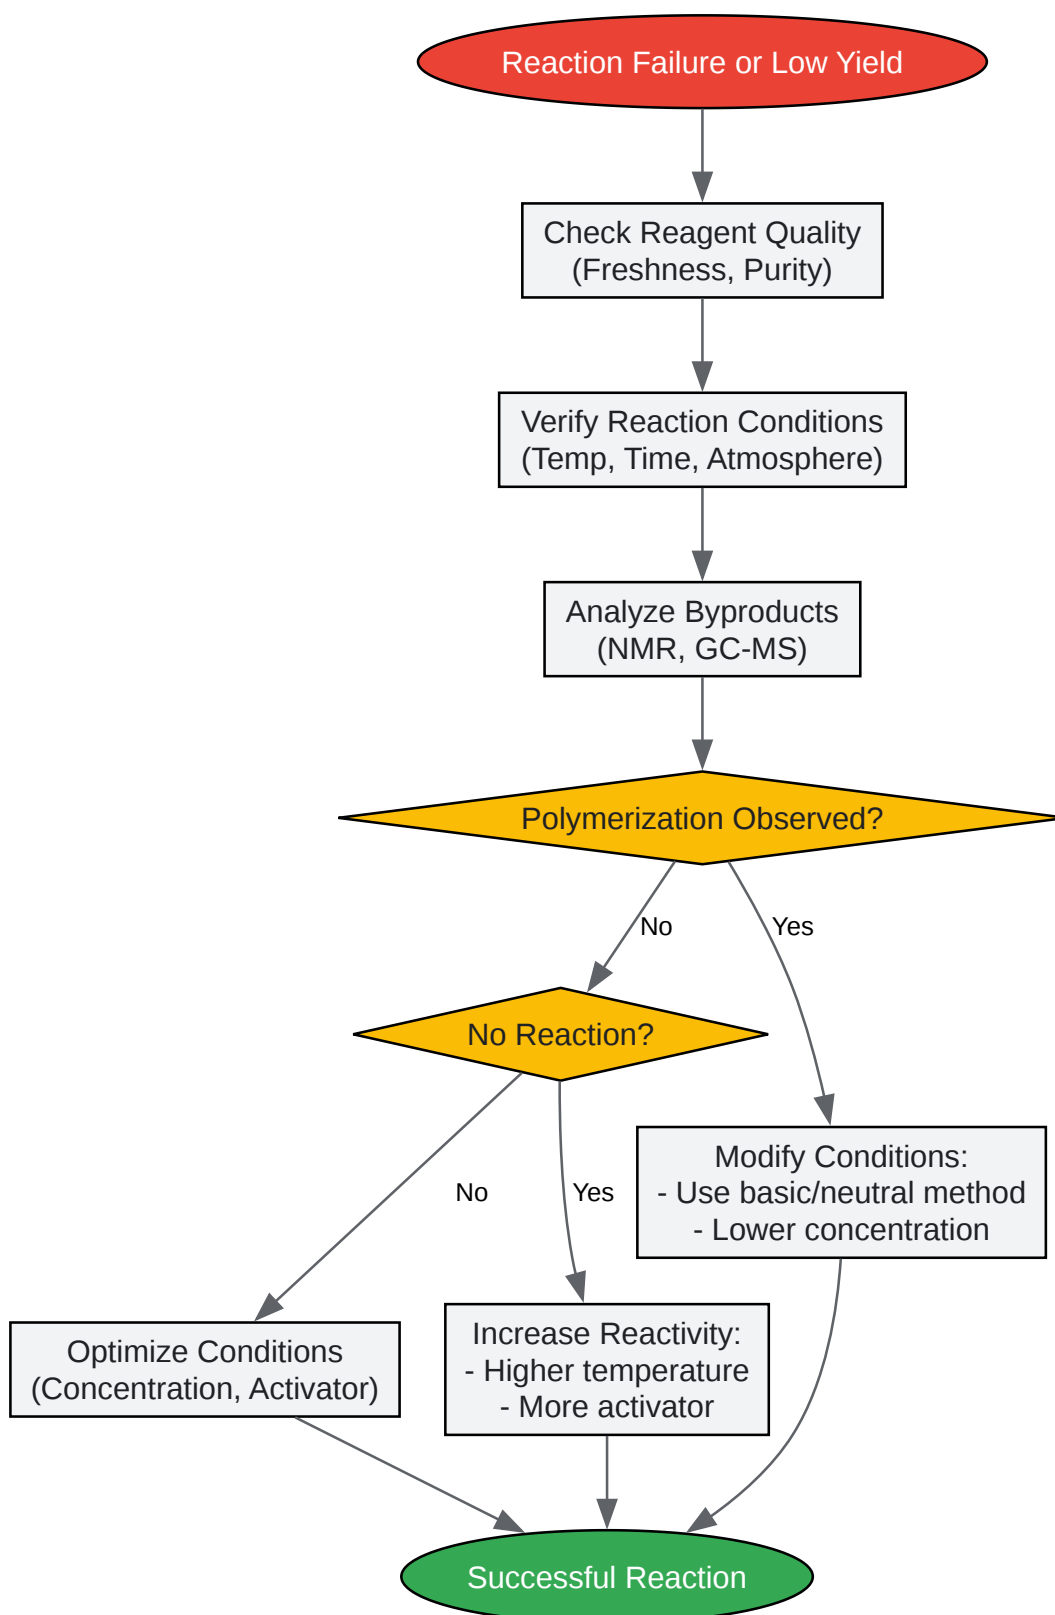 Reaction Failure or Low Yield
Check Reagent Quality
(Freshness, Purity)
Verify Reaction Conditions
(Temp, Time, Atmosphere)
Analyze Byproducts
(NMR, GC-MS)
Polymerization Observed?
No
Yes
No Reaction?
Modify Conditions:
- Use basic/neutral method
- Lower concentration
No
Yes
Optimize Conditions
(Concentration, Activator)
Increase Reactivity:
- Higher temperature
- More activator
Successful Reaction